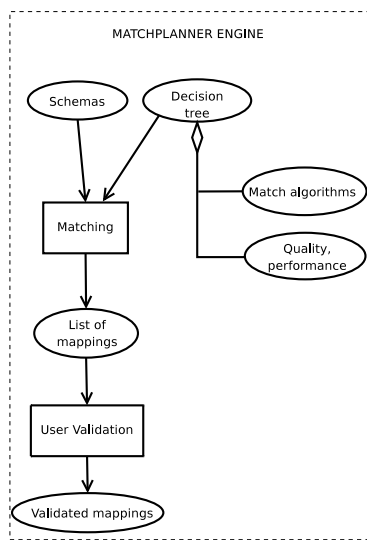 MATCHPLANNER ENGINE
Schemas
Decision
tree
Match algorithms
Matching
Quality,
performance
List of
mappings
User Validation
Validated mappings